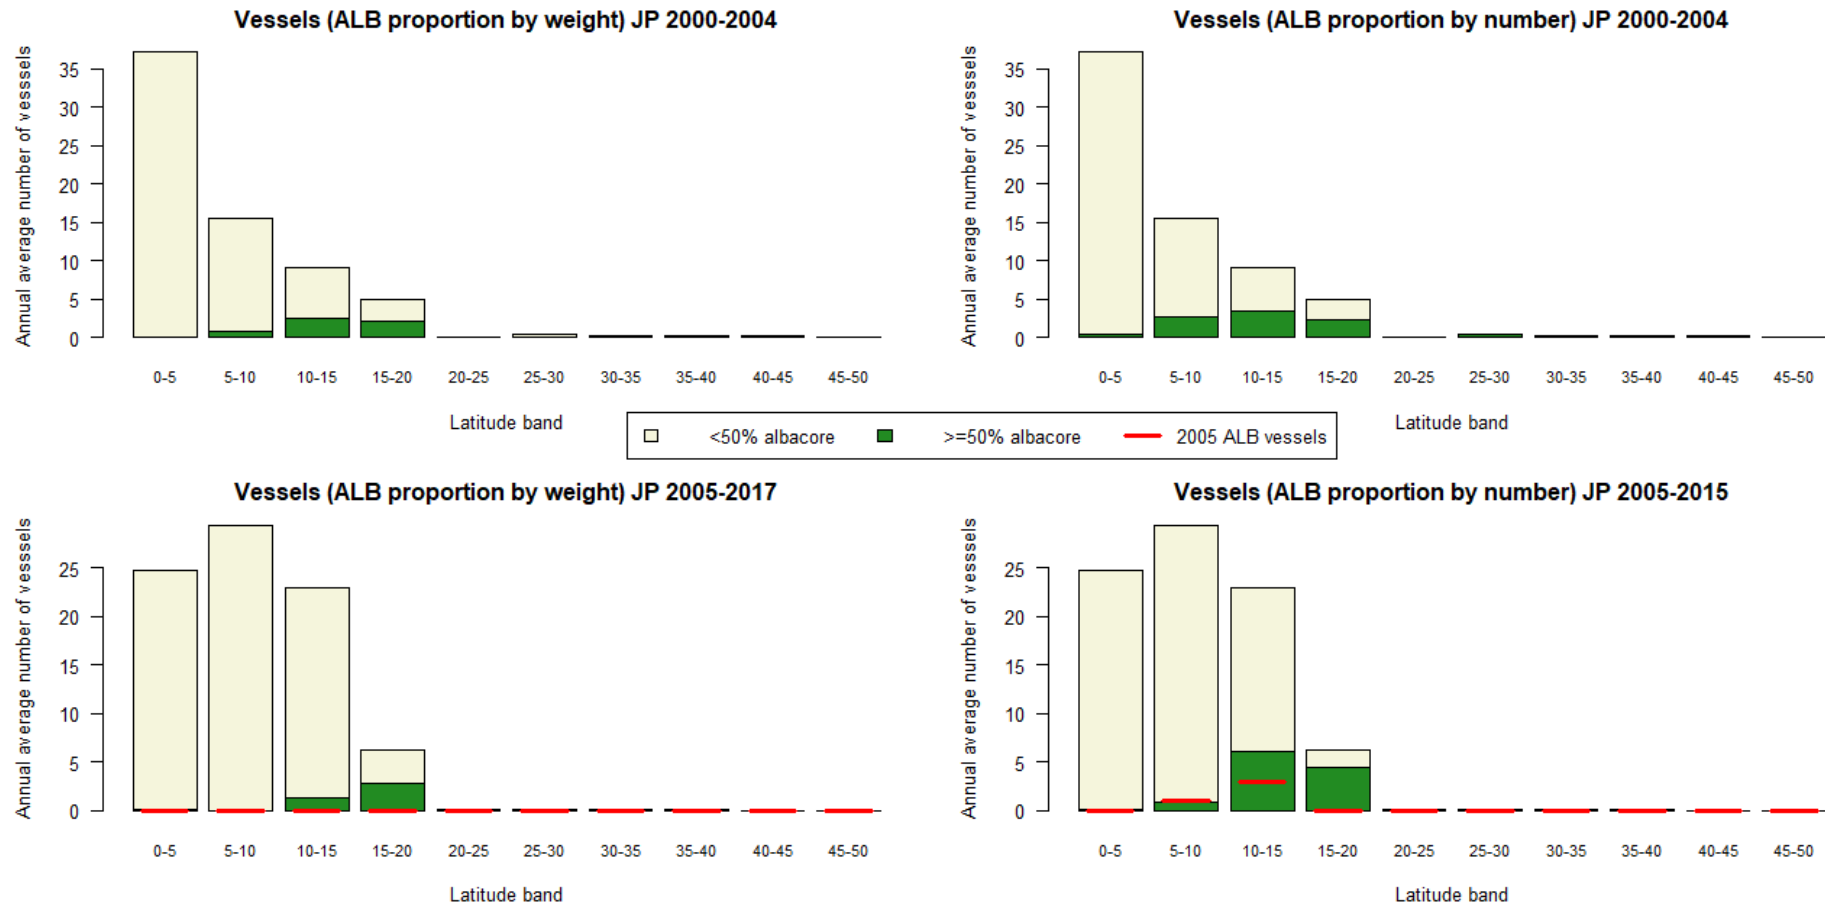 Vessels (ALB proportion by weight) JP 2000-2004
Annual average number of vesssels
35
30
25
20
15
10
5
0
0-5 5-10 10-15 15-20 20-25 25-30 30-35 35-40 40-45 45-50
Latitude band
Vessels (ALB proportion by number) JP 2000-2004
Annual average number of vesssels
35
30
25
20
15
10
5
0
0-5 5-10 10-15 15-20 20-25 25-30 30-35 35-40 40-45 45-50
Latitude band
<50% albacore >=50% albacore 2005 ALB vessels
Vessels (ALB proportion by weight) JP 2005-2017
Annual average number of vesssels
25
20
15
10
5
0
0-5 5-10 10-15 15-20 20-25 25-30 30-35 35-40 40-45 45-50
Latitude band
Vessels (ALB proportion by number) JP 2005-2015
Annual average number of vesssels
25
20
15
10
5
0
0-5 5-10 10-15 15-20 20-25 25-30 30-35 35-40 40-45 45-50
Latitude band